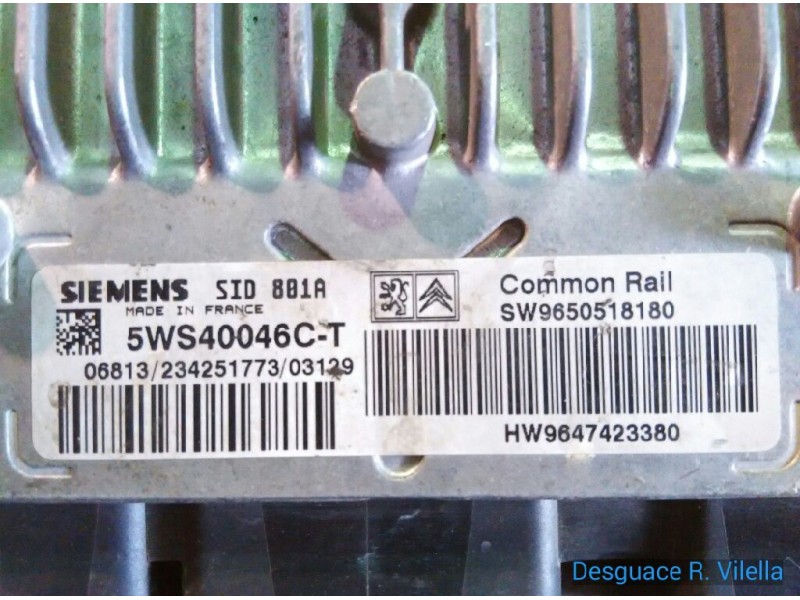 SIEMENS SID 801A
MADE IN FRANCE
5WS40046C-T
06813/234251773/03129
Common Rail
SW9650518180
HW9647423380
Desguace R. Vilella